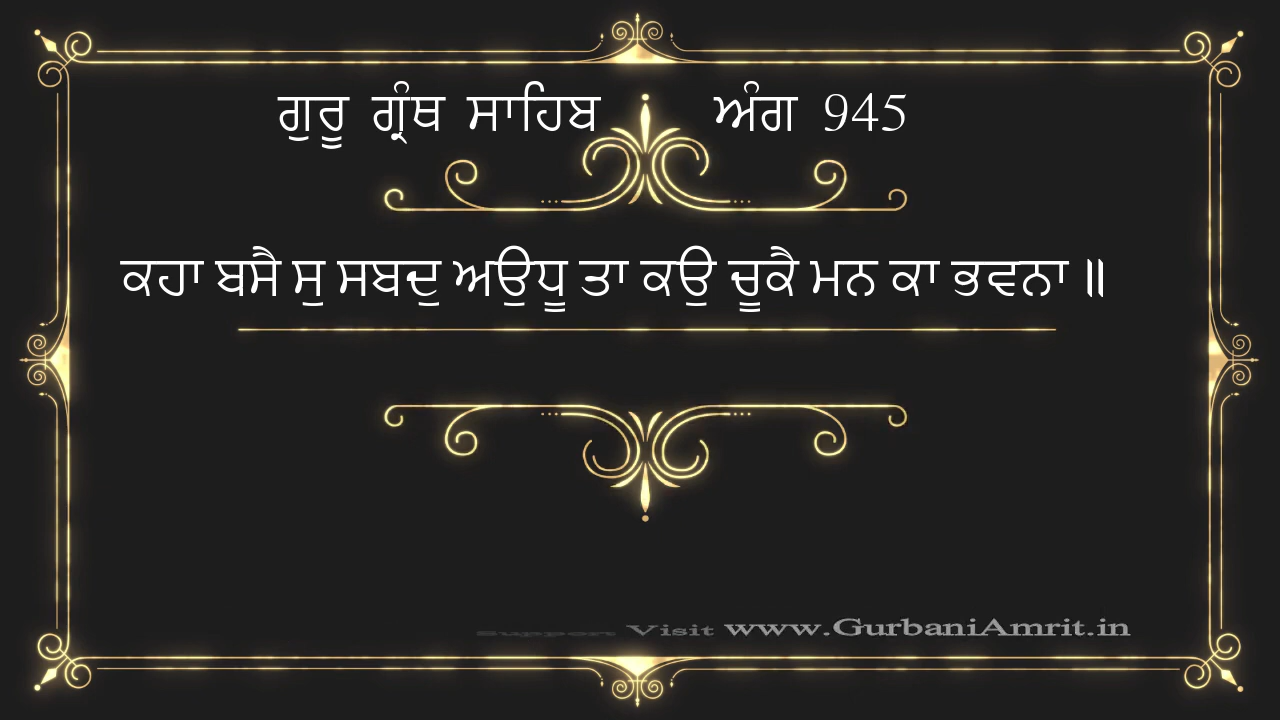 ਗੁਰੂ ਗ੍ਰੰਥ ਸਾਹਿਬ ਅੰਗ 945
ਕਹਾ ਬਸੈ ਸੁ ਸਬਦੁ ਅਉਧੂ ਤਾ ਕਉ ਚੂਕੈ ਮਨ ਕਾ ਭਵਨਾ ॥
Support Visit www.GurbaniAmrit.in